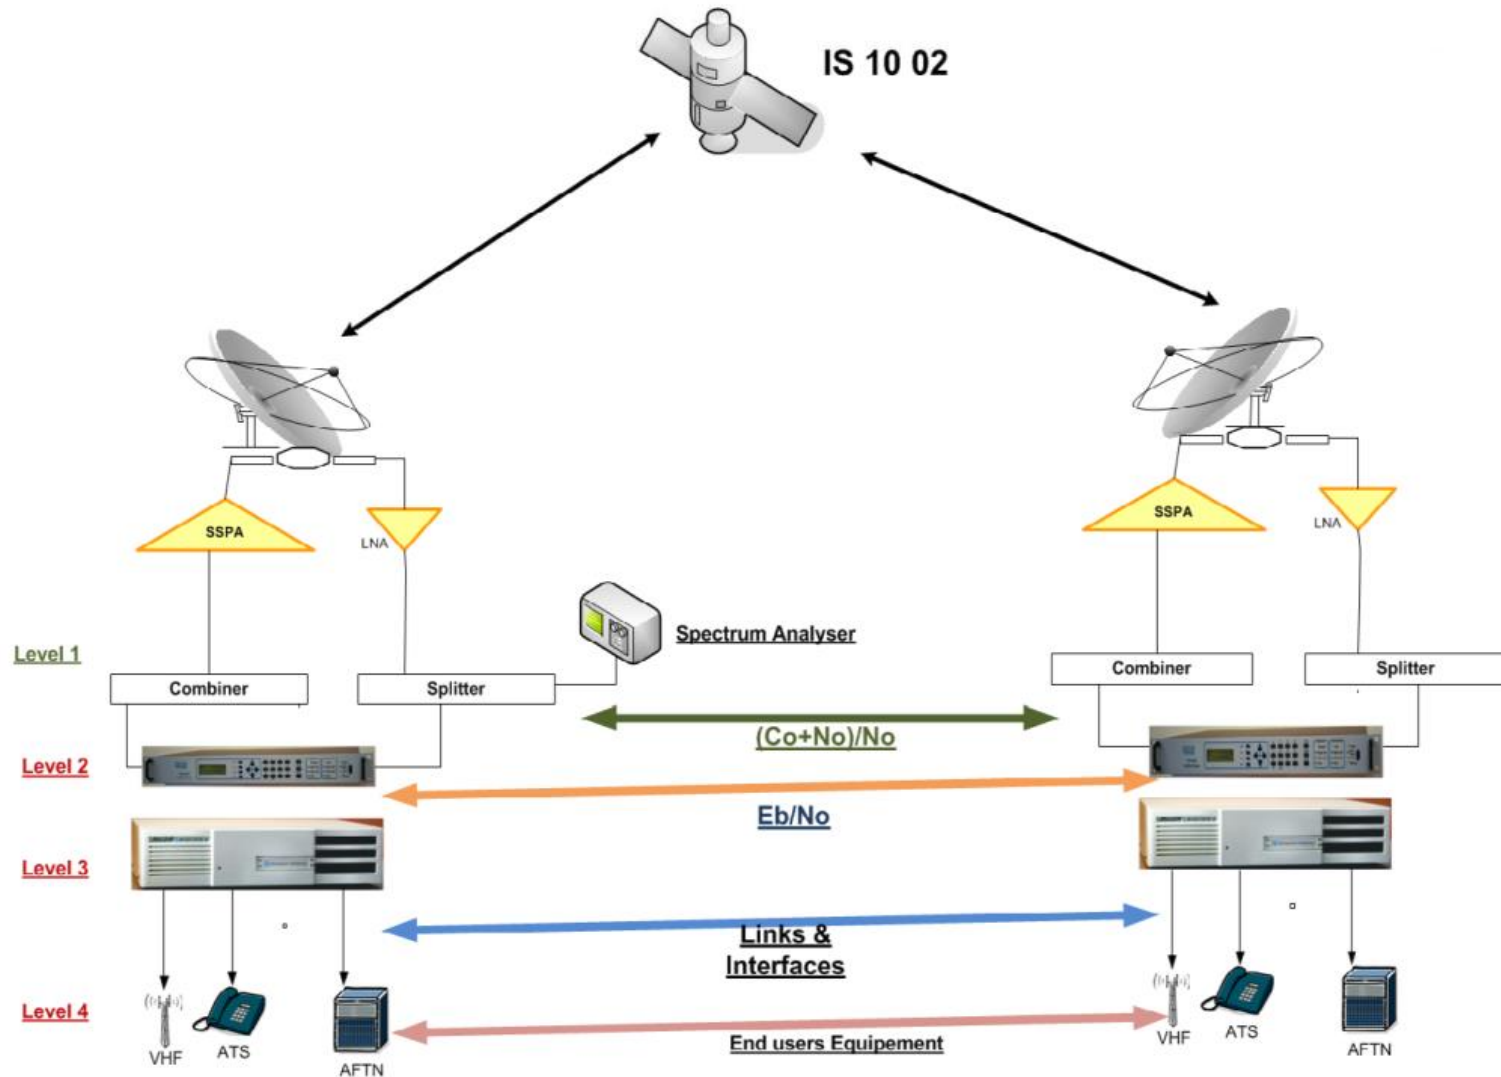 IS 10 02
SSPA
LNA
SSPA
LNA
Spectrum Analyser
Level 1
Combiner
Splitter
Combiner
Splitter
(Co+No)/No
Level 2
Eb/No
Level 3
Links &
Interfaces
Level 4
VHF
ATS
AFTN
End users Equipement
VHF
ATS
AFTN